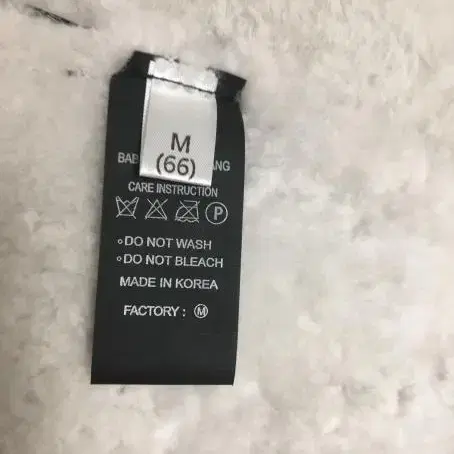 M
(66)
CARE INSTRUCTION
P
DO NOT WASH
DO NOT BLEACH
MADE IN KOREA
FACTORY : M